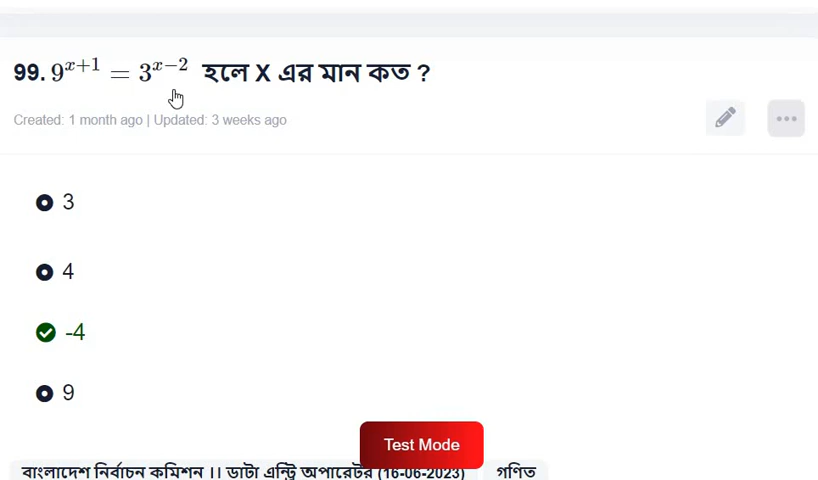 99. 9^{x+1} = 3^{x−2} হলে X এর মান কত ?
Created: 1 month ago | Updated: 3 weeks ago
3
4
-4
9
Test Mode
বাংলাদেশ নির্বাচন কমিশন ।। ডাটা এন্ট্রি অপারেটর (16-06-2023) গণিত